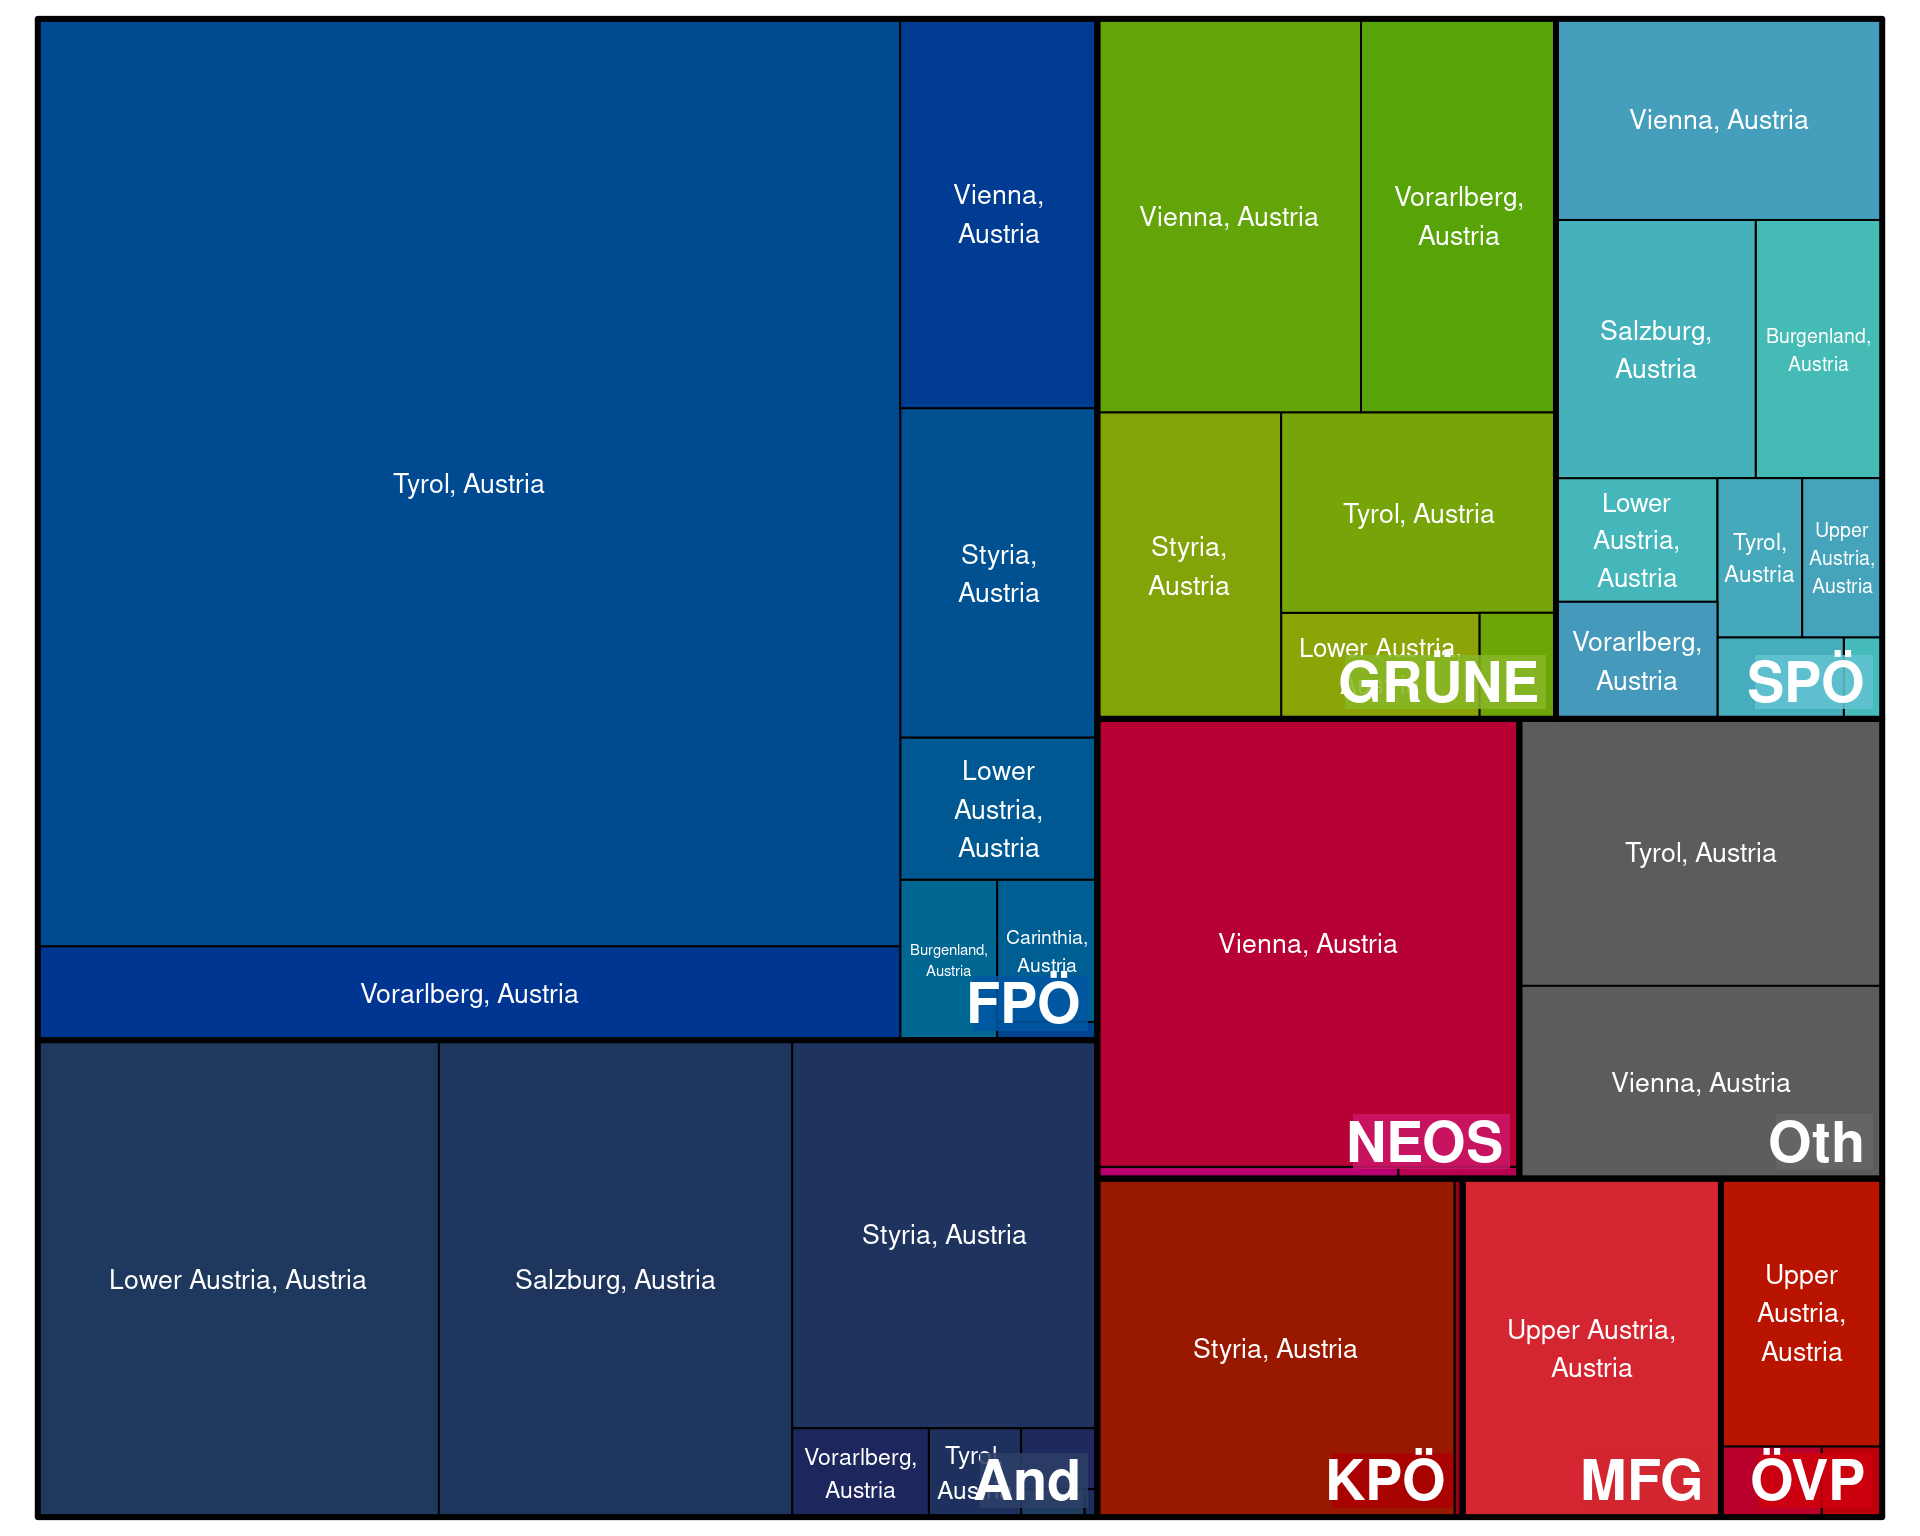 Tyrol, Austria
Vienna,
Austria
Styria,
Austria
Lower
Austria,
Austria
Burgenland,
Austria
Carinthia,
Austria
Vorarlberg, Austria
FPÖ
Lower Austria, Austria
Salzburg, Austria
Styria, Austria
Vorarlberg,
Austria
Tyrol
And
Vienna, Austria
Vorarlberg,
Austria
Styria,
Austria
Tyrol, Austria
Lower Austria,
GRÜNE
Vienna, Austria
Salzburg,
Austria
Burgenland,
Austria
Lower
Austria,
Austria
Tyrol,
Austria
Upper
Austria,
Austria
Vorarlberg,
Austria
SPÖ
Vienna, Austria
NEOS
Tyrol, Austria
Vienna, Austria
Oth
Styria, Austria
KPÖ
Upper Austria,
Austria
MFG
Upper
Austria,
Austria
ÖVP